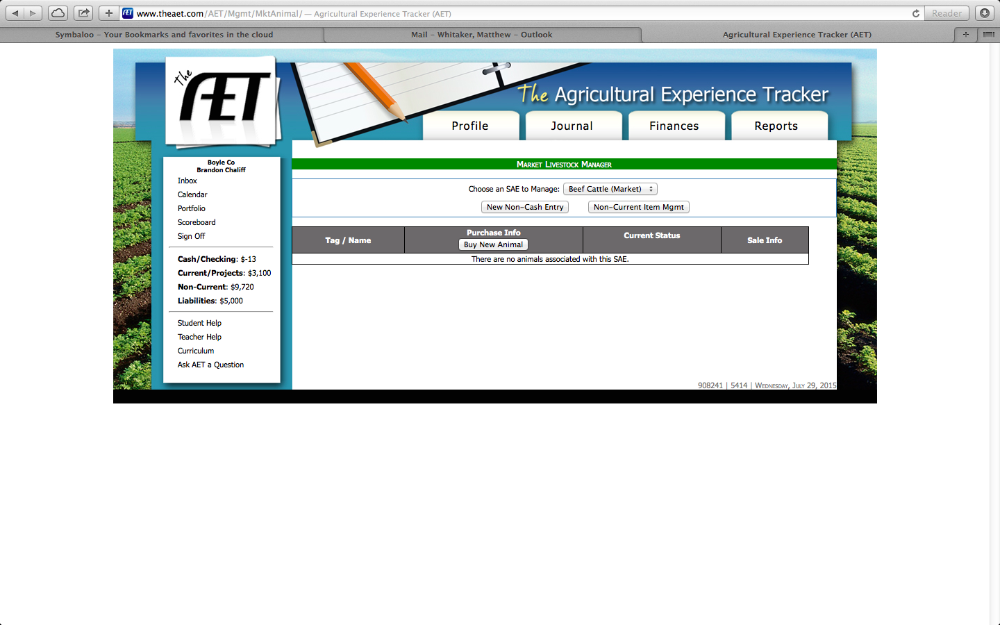 www.theaet.com/AET/Mgmt/MktAnimal/ — Agricultural Experience Tracker (AET)
Reader
Symbaloo – Your Bookmarks and favorites in the cloud
Mail – Whitaker, Matthew – Outlook
Agricultural Experience Tracker (AET)
The AET
The Agricultural Experience Tracker
Profile
Journal
Finances
Reports
Boyle Co
Brandon Chaliff
Inbox
Calendar
Portfolio
Scoreboard
Sign Off
Cash/Checking: $-13
Current/Projects: $3,100
Non-Current: $9,720
Liabilities: $5,000
Student Help
Teacher Help
Curriculum
Ask AET a Question
Market Livestock Manager
Choose an SAE to Manage: Beef Cattle (Market)
New Non-Cash Entry
Non-Current Item Mgmt
Tag / Name
Purchase Info
Buy New Animal
Current Status
Sale Info
There are no animals associated with this SAE.
908241 | 5414 | Wednesday, July 29, 2015